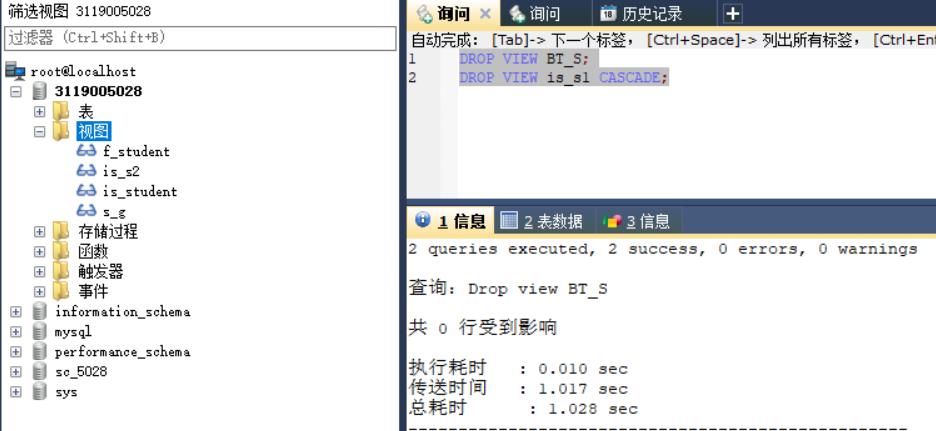 筛选视图 3119005028
过滤器 (Ctrl+Shift+B)
root@localhost
3119005028
表
视图
f_student
is_s2
is_student
s_g
存储过程
函数
触发器
事件
information_schema
mysql
performance_schema
sc_5028
sys
询问
询问
历史记录
自动完成: [Tab]-> 下一个标签, [Ctrl+Space]-> 列出所有标签, [Ctrl+Ent
1 DROP VIEW BT_S;
2 DROP VIEW is_s1 CASCADE;
1 信息 2 表数据 3 信息
2 queries executed, 2 success, 0 errors, 0 warnings
查询: Drop view BT_S
共 0 行受到影响
执行耗时 : 0.010 sec
传送时间 : 1.017 sec
总耗时 : 1.028 sec